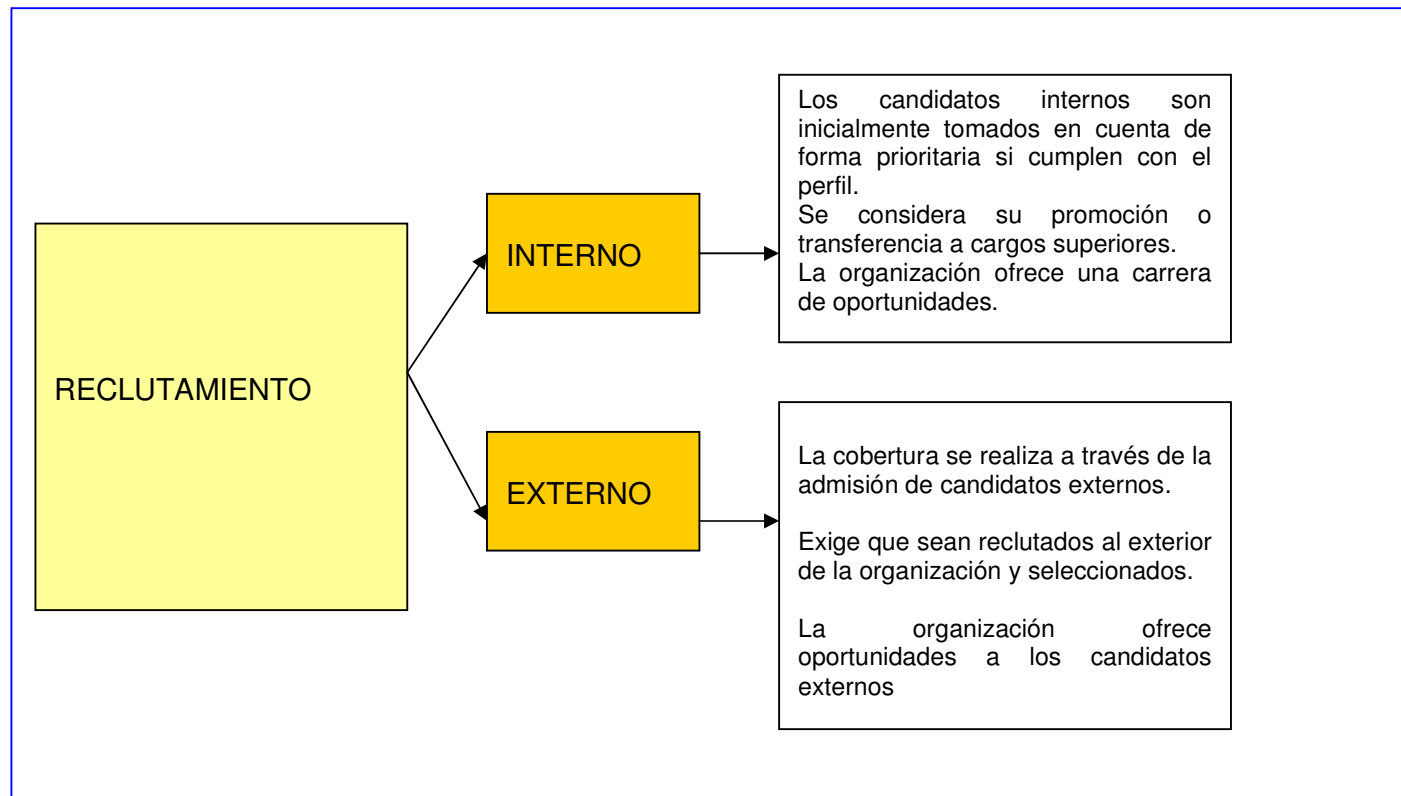 RECLUTAMIENTO
INTERNO
Los candidatos internos son
inicialmente tomados en cuenta de
forma prioritaria si cumplen con el
perfil.
Se considera su promoción o
transferencia a cargos superiores.
La organización ofrece una carrera
de oportunidades.
EXTERNO
La cobertura se realiza a través de la
admisión de candidatos externos.
Exige que sean reclutados al exterior
de la organización y seleccionados.
La organización ofrece
oportunidades a los candidatos
externos